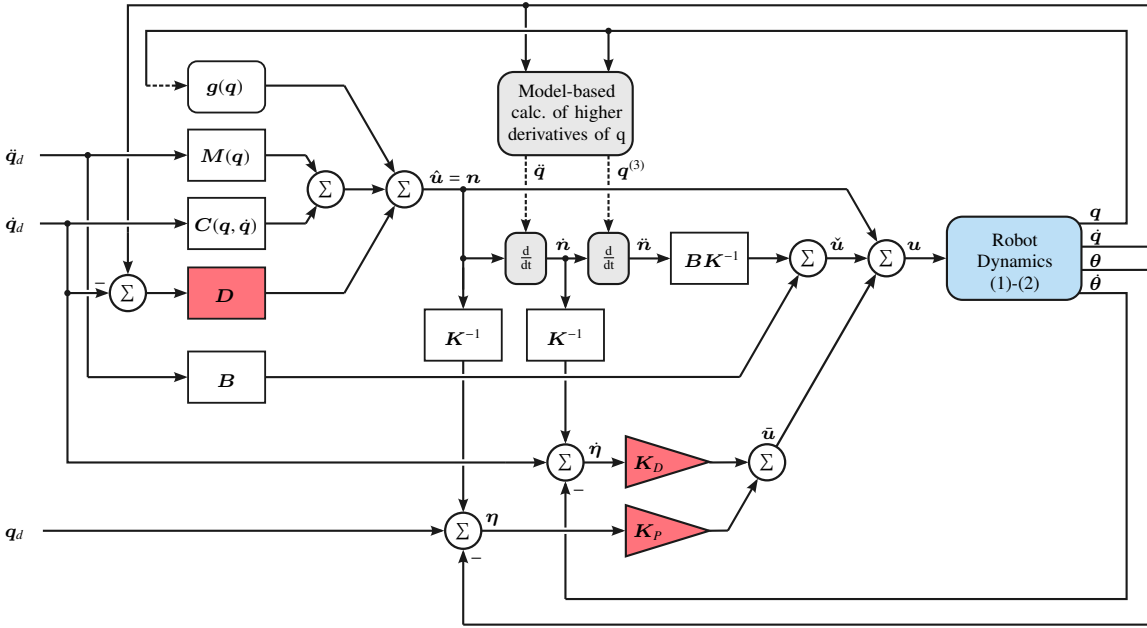 g(q)
Model-based
calc. of higher
derivatives of q
q̈_d
M(q)
Σ
Σ
û = n
q̈
q⁽³⁾
q̇_d
C(q, q̇)
d/dt
ṅ
d/dt
n̈
BK⁻¹
Σ
ǔ
Σ
u
Robot
Dynamics
(1)-(2)
q
q̇
θ
θ̇
−
Σ
D
K⁻¹
K⁻¹
B
Σ
−
η̇
K_D
ū
Σ
q_d
Σ
−
η
K_P